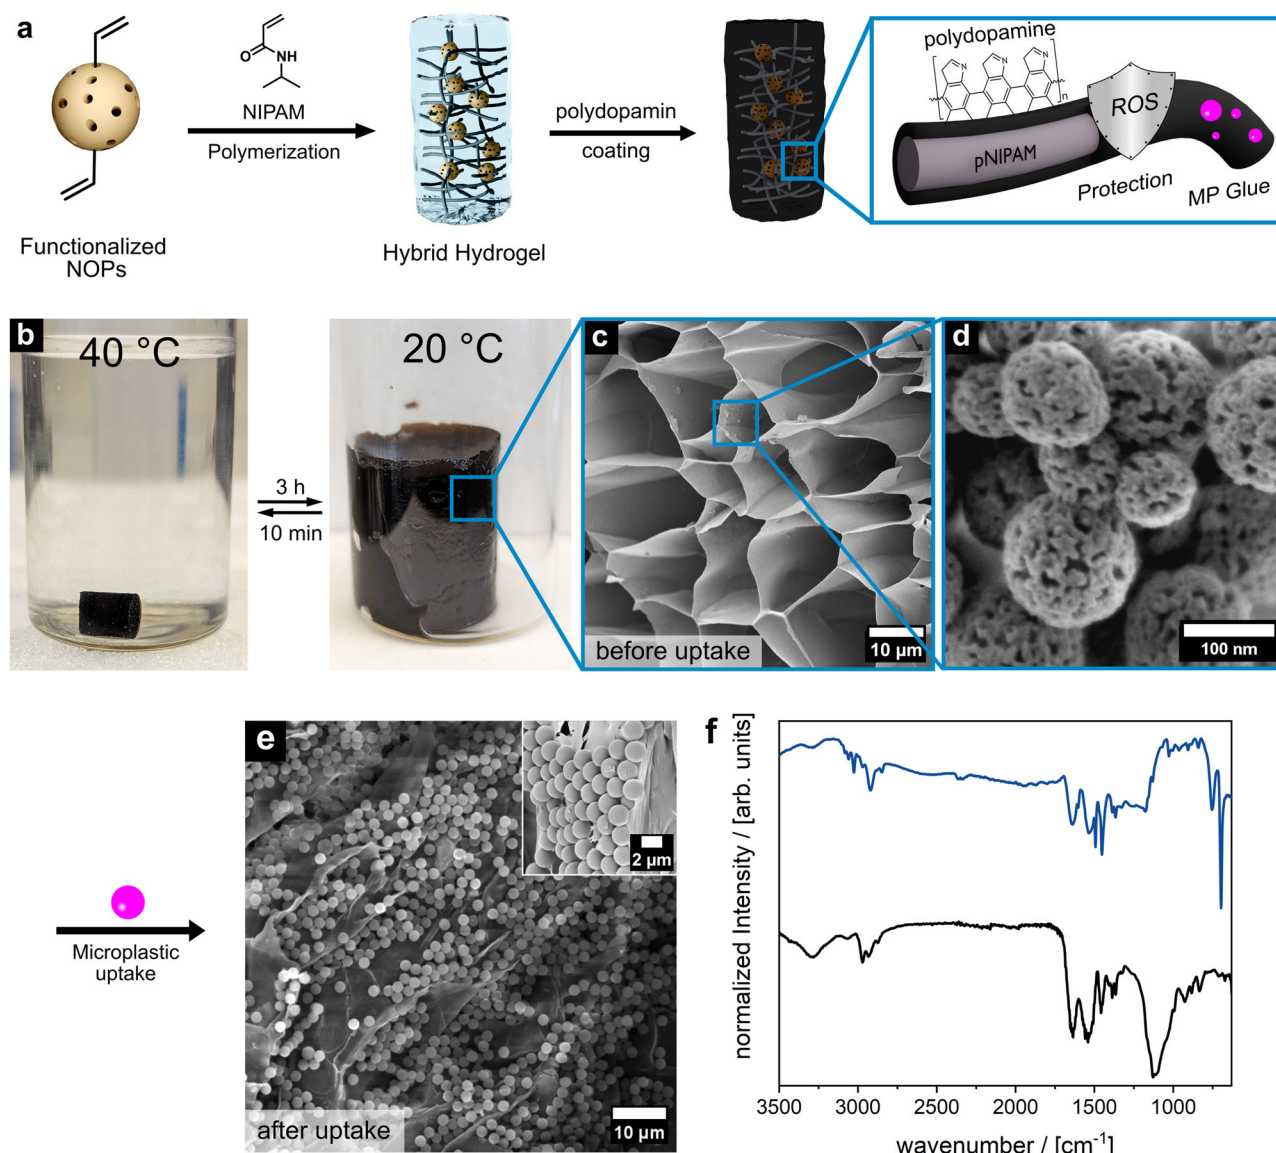 a
O
NH
NIPAM
Polymerization
Functionalized
NOPs
Hybrid Hydrogel
polydopamin
coating
polydopamine
N
N
N
n
pNIPAM
ROS
Protection
MP Glue
b
40 °C
3 h
10 min
20 °C
c
before uptake
10 µm
d
100 nm
Microplastic
uptake
e
2 µm
after uptake
10 µm
f
normalized Intensity / [arb. units]
3500
3000
2500
2000
1500
1000
wavenumber / [cm⁻¹]